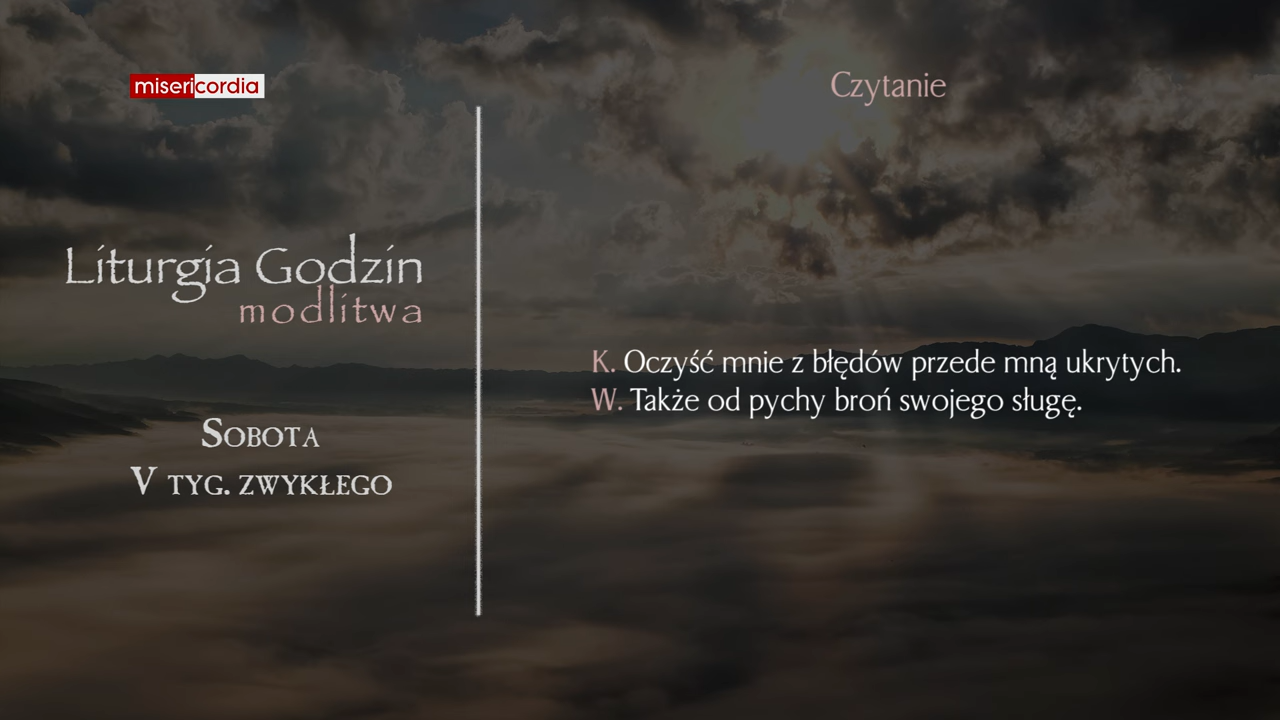 misericordia
Liturgia Godzin
modlitwa
Sobota
V tyg. zwykłego
Czytanie
K. Oczyść mnie z błędów przede mną ukrytych.
W. Także od pychy broń swojego sługę.